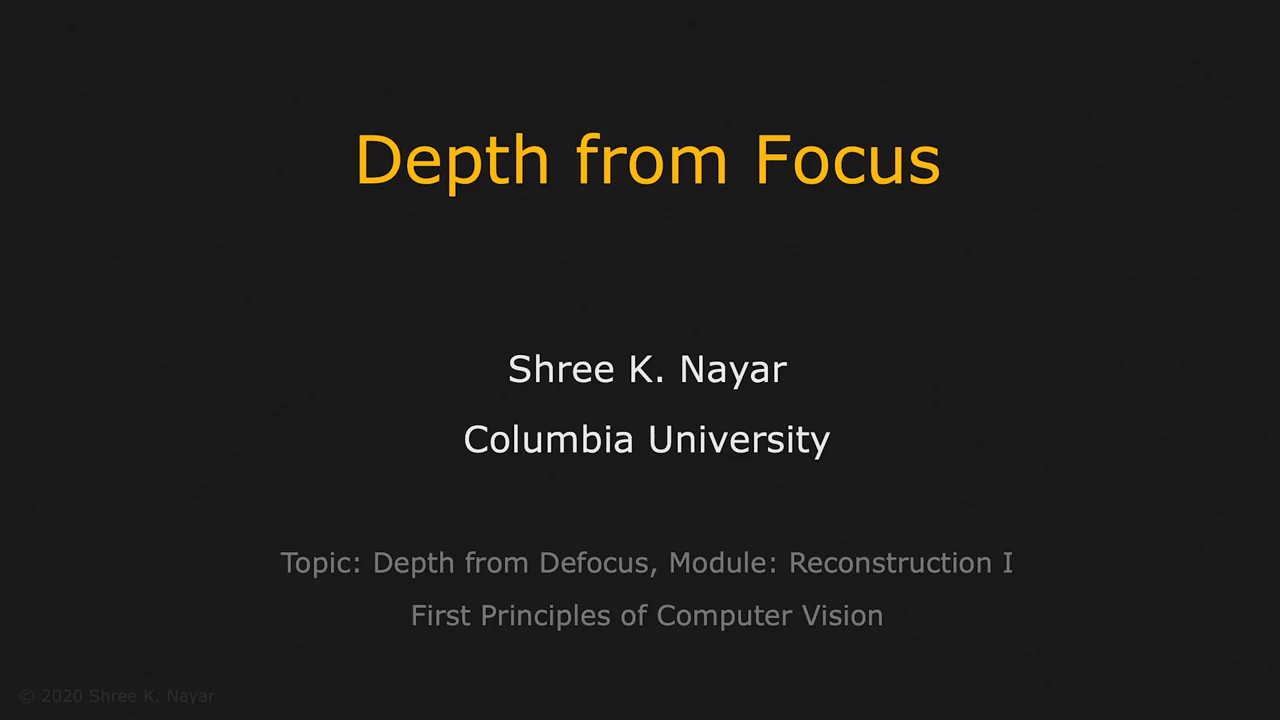 Depth from Focus
Shree K. Nayar
Columbia University
Topic: Depth from Defocus, Module: Reconstruction I
First Principles of Computer Vision
© 2020 Shree K. Nayar